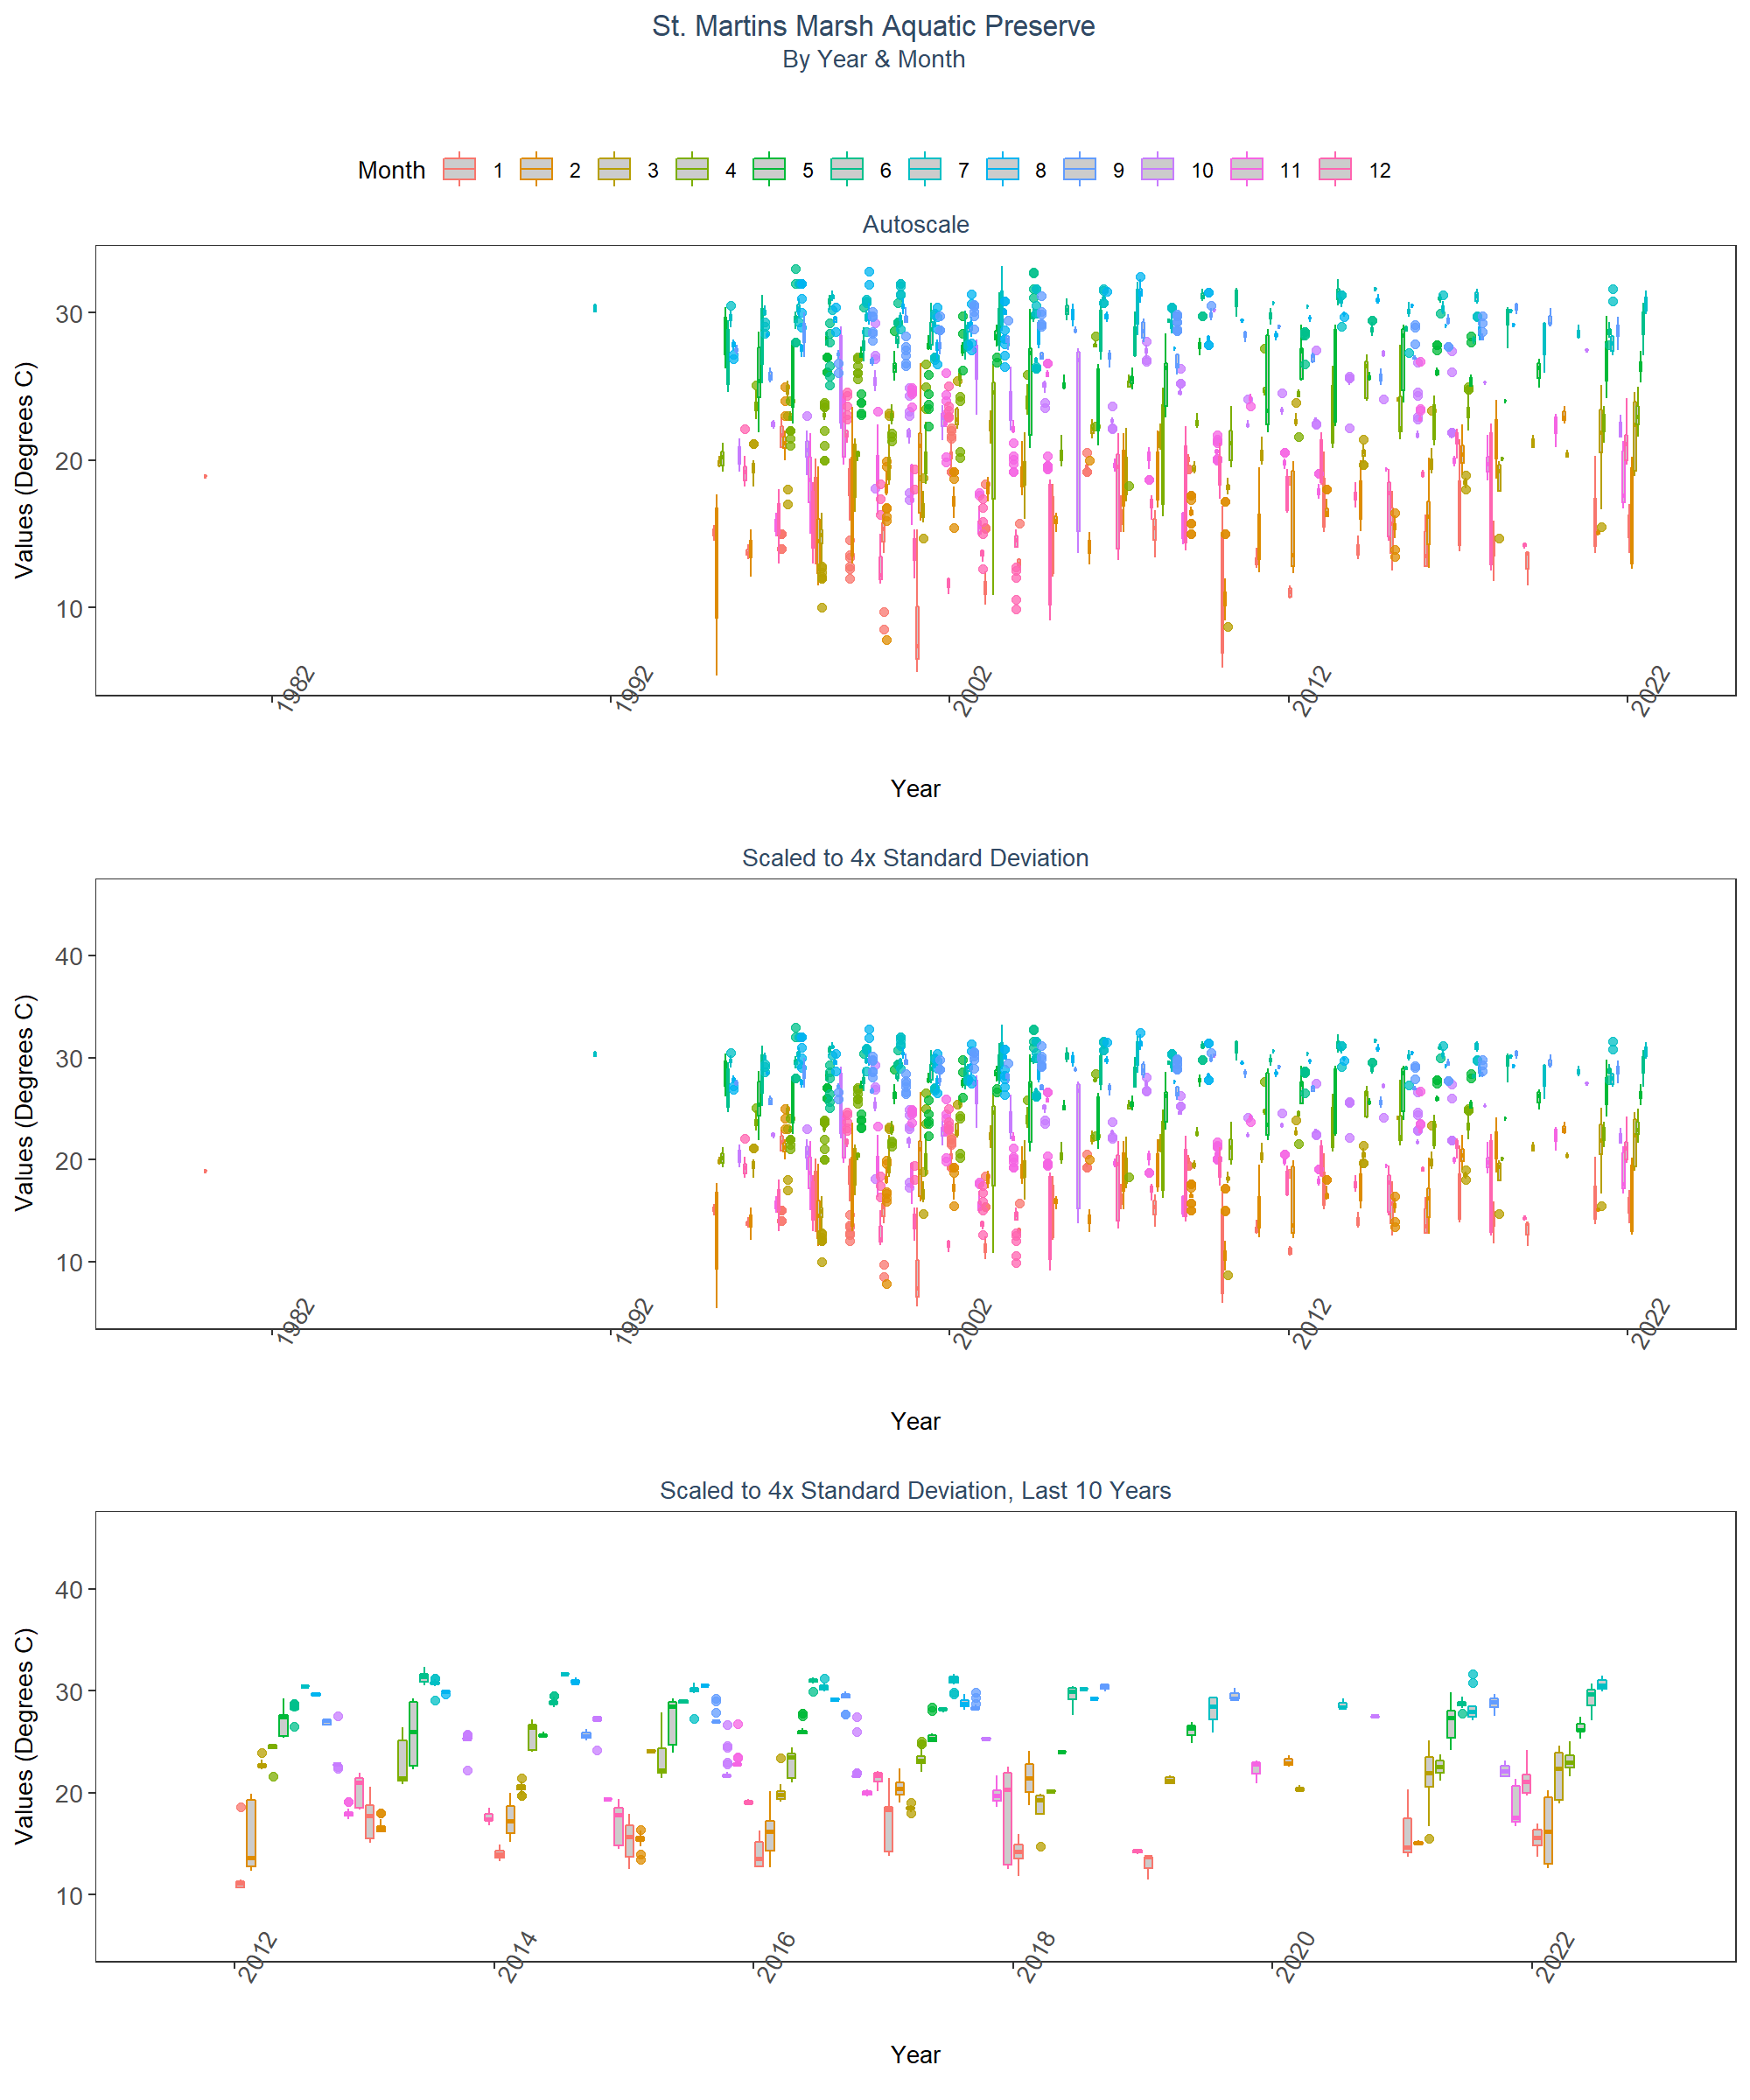 St. Martins Marsh Aquatic Preserve
By Year & Month
Month 1 2 3 4 5 6 7 8 9 10 11 12
Autoscale
Values (Degrees C)
30
20
10
1982 1992 2002 2012 2022
Year
Scaled to 4x Standard Deviation
Values (Degrees C)
40
30
20
10
1982 1992 2002 2012 2022
Year
Scaled to 4x Standard Deviation, Last 10 Years
Values (Degrees C)
40
30
20
10
2012 2014 2016 2018 2020 2022
Year